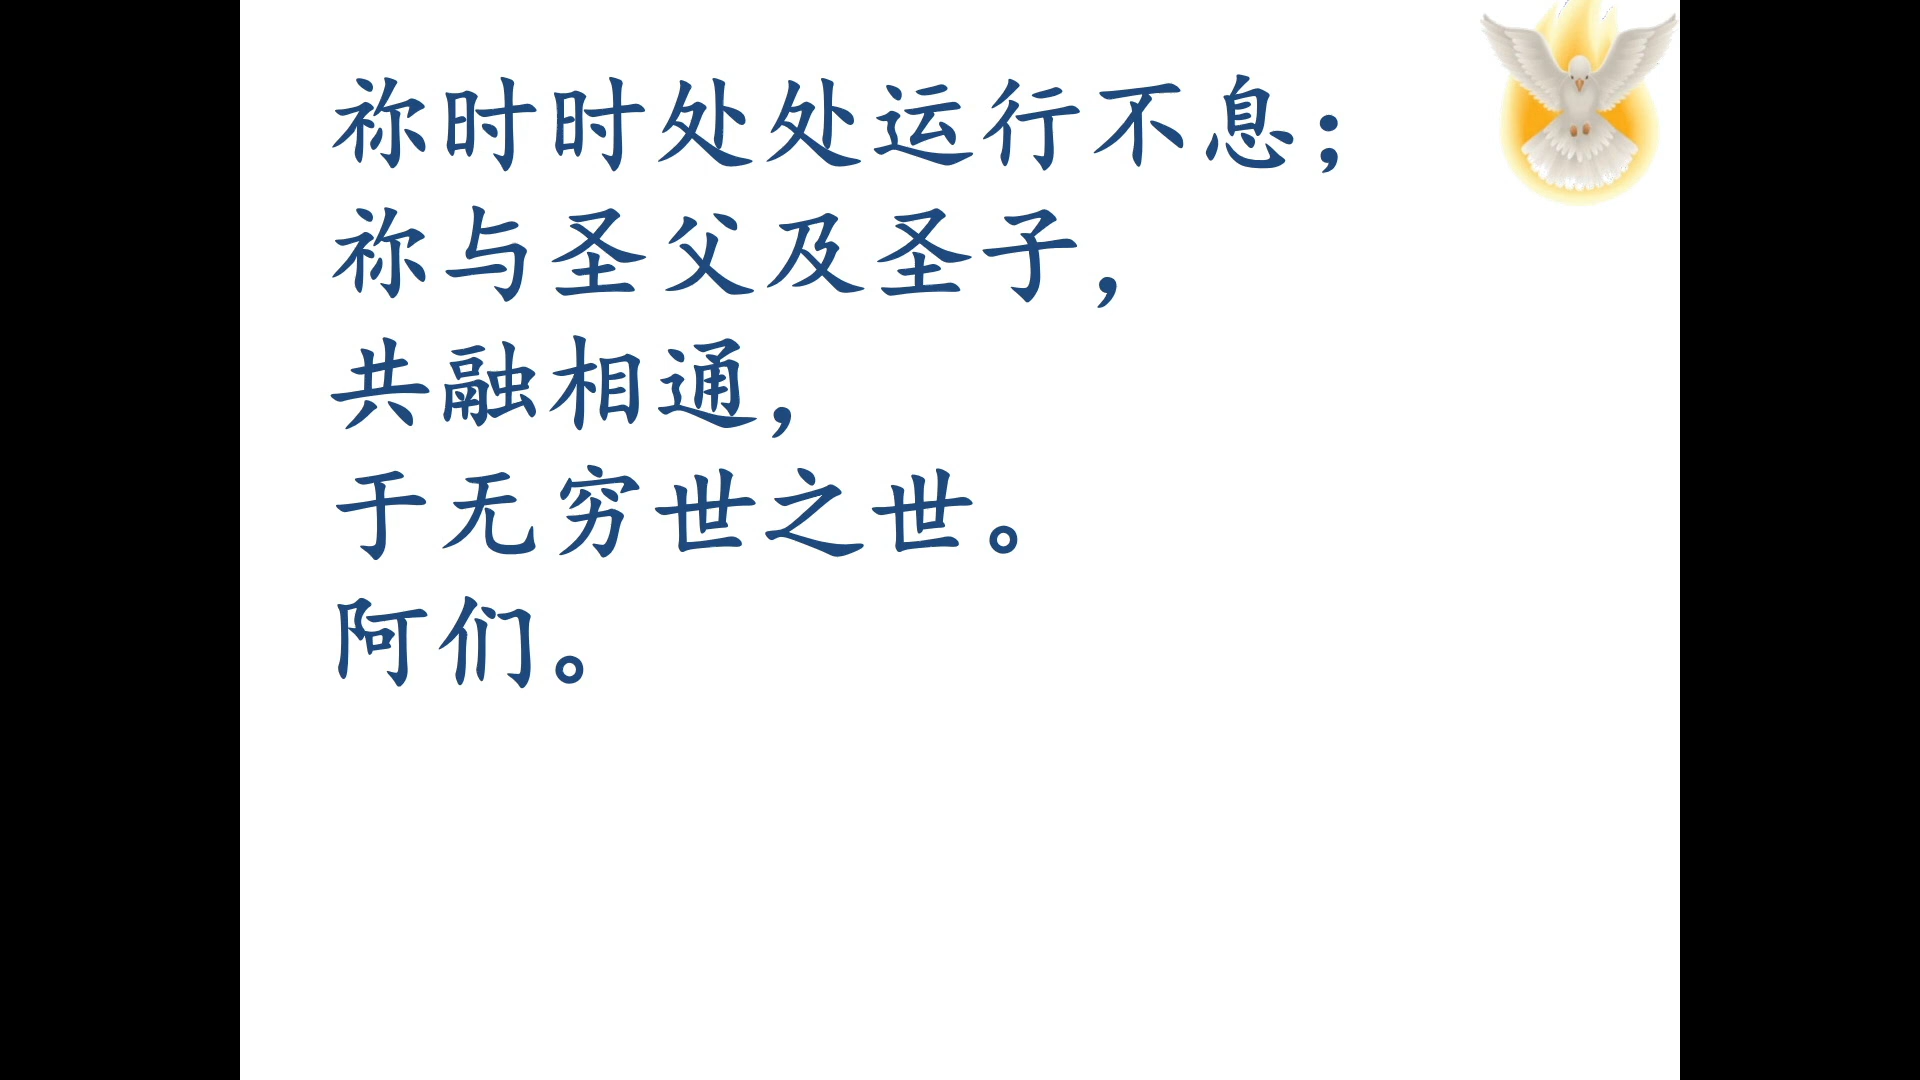 祢时时处处运行不息；
祢与圣父及圣子，
共融相通，
于无穷世之世。
阿们。